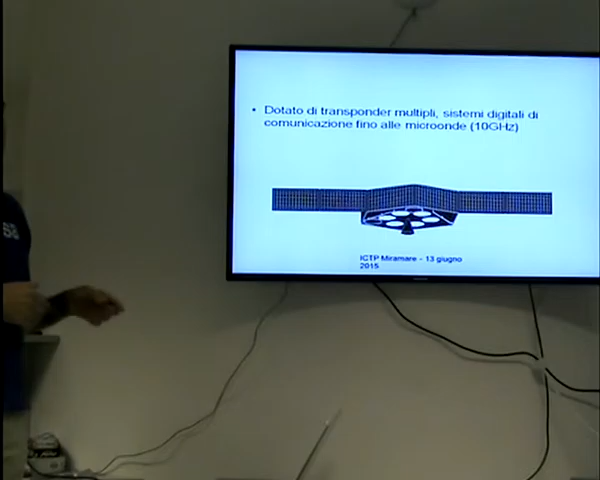 • Dotato di transponder multipli, sistemi digitali di
comunicazione fino alle microonde (10GHz)
ICTP Miramare - 13 giugno
2015